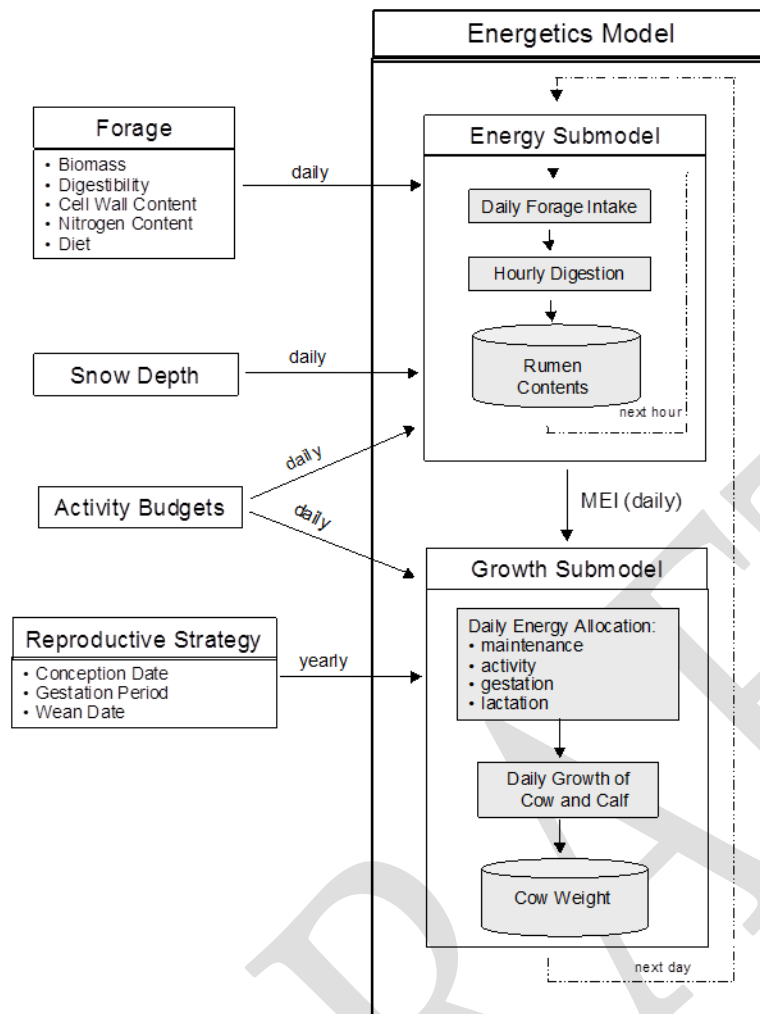 Energetics Model
Forage
• Biomass
• Digestibility
• Cell Wall Content
• Nitrogen Content
• Diet
daily
Energy Submodel
Daily Forage Intake
Hourly Digestion
Rumen
Contents
next hour
Snow Depth
daily
Activity Budgets
daily
daily
MEI (daily)
Growth Submodel
Reproductive Strategy
• Conception Date
• Gestation Period
• Wean Date
yearly
Daily Energy Allocation:
• maintenance
• activity
• gestation
• lactation
Daily Growth of
Cow and Calf
Cow Weight
next day